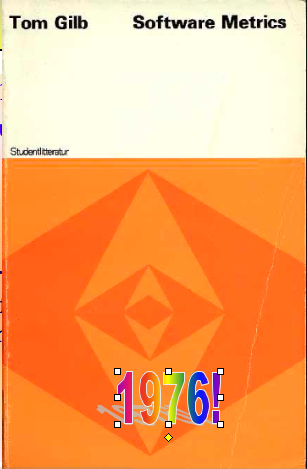 Tom Gilb Software Metrics
Studentlitteratur
1976!